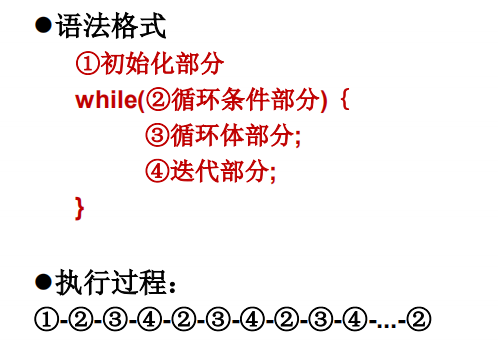 ●语法格式
①初始化部分
while(②循环条件部分)｛
③循环体部分;
④迭代部分;
}
●执行过程：
①-②-③-④-②-③-④-②-③-④-...-②